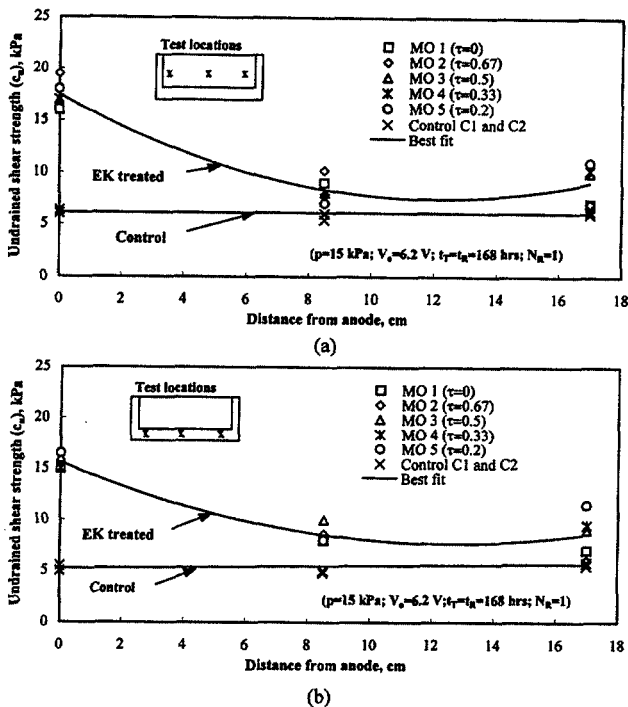 25
20
15
10
5
0
Undrained shear strength (cᵤ), kPa
Test locations
x x x
MO 1 (τ=0)
MO 2 (τ=0.67)
MO 3 (τ=0.5)
MO 4 (τ=0.33)
MO 5 (τ=0.2)
Control C1 and C2
Best fit
EK treated
Control
(p=15 kPa; Vₒ=6.2 V; t_T=t_R=168 hrs; N_R=1)
0 2 4 6 8 10 12 14 16 18
Distance from anode, cm
(a)
25
20
15
10
5
0
Undrained shear strength (cᵤ), kPa
Test locations
x x x
MO 1 (τ=0)
MO 2 (τ=0.67)
MO 3 (τ=0.5)
MO 4 (τ=0.33)
MO 5 (τ=0.2)
Control C1 and C2
Best fit
EK treated
Control
(p=15 kPa; Vₒ=6.2 V;t_T=t_R=168 hrs; N_R=1)
0 2 4 6 8 10 12 14 16 18
Distance from anode, cm
(b)